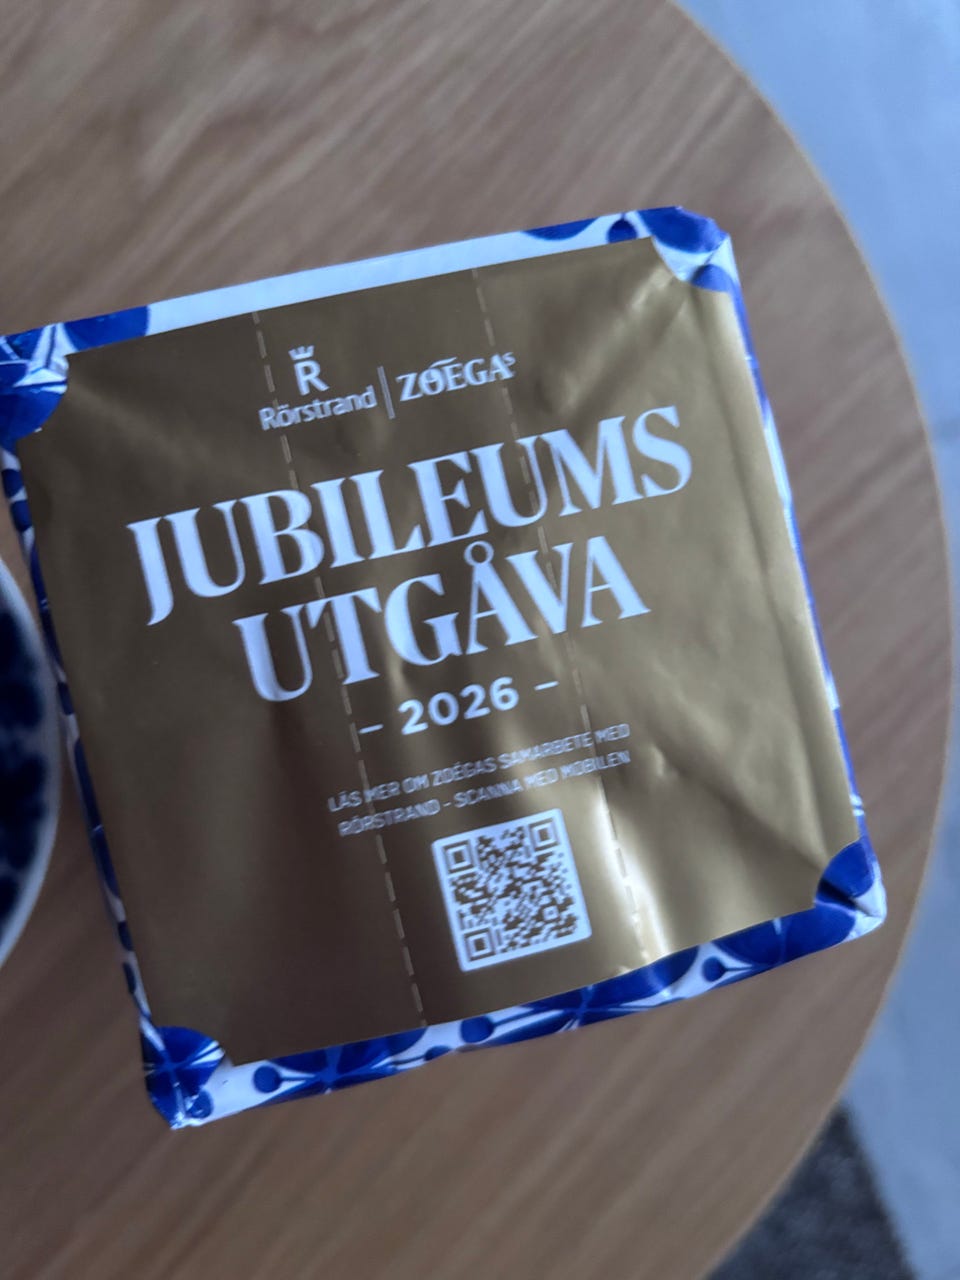 R
Rörstrand | ZOÉGAs
JUBILEUMS
UTGÅVA
– 2026 –
LÄS MER OM ZOÉGAS SAMARBETE MED
RÖRSTRAND - SCANNA MED MOBILEN